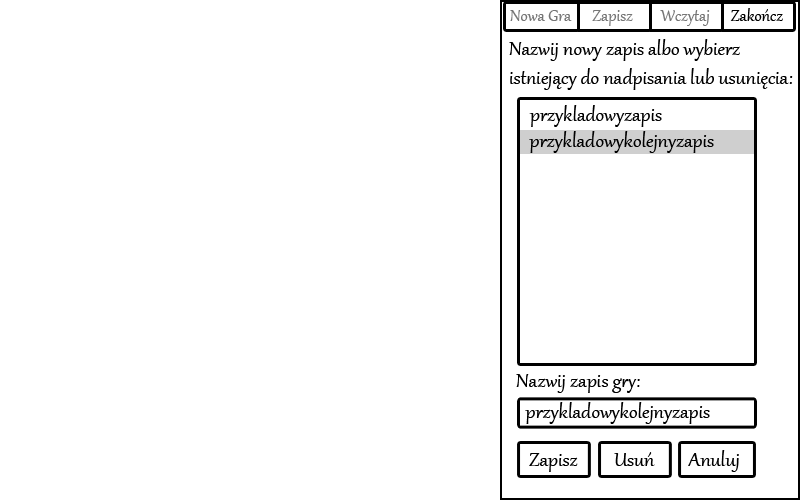 Nowa Gra Zapisz Wczytaj Zakończ
Nazwij nowy zapis albo wybierz
istniejący do nadpisania lub usunięcia:
przykladowyzapis
przykladowykolejnyzapis
Nazwij zapis gry:
przykladowykolejnyzapis
Zapisz Usuń Anuluj